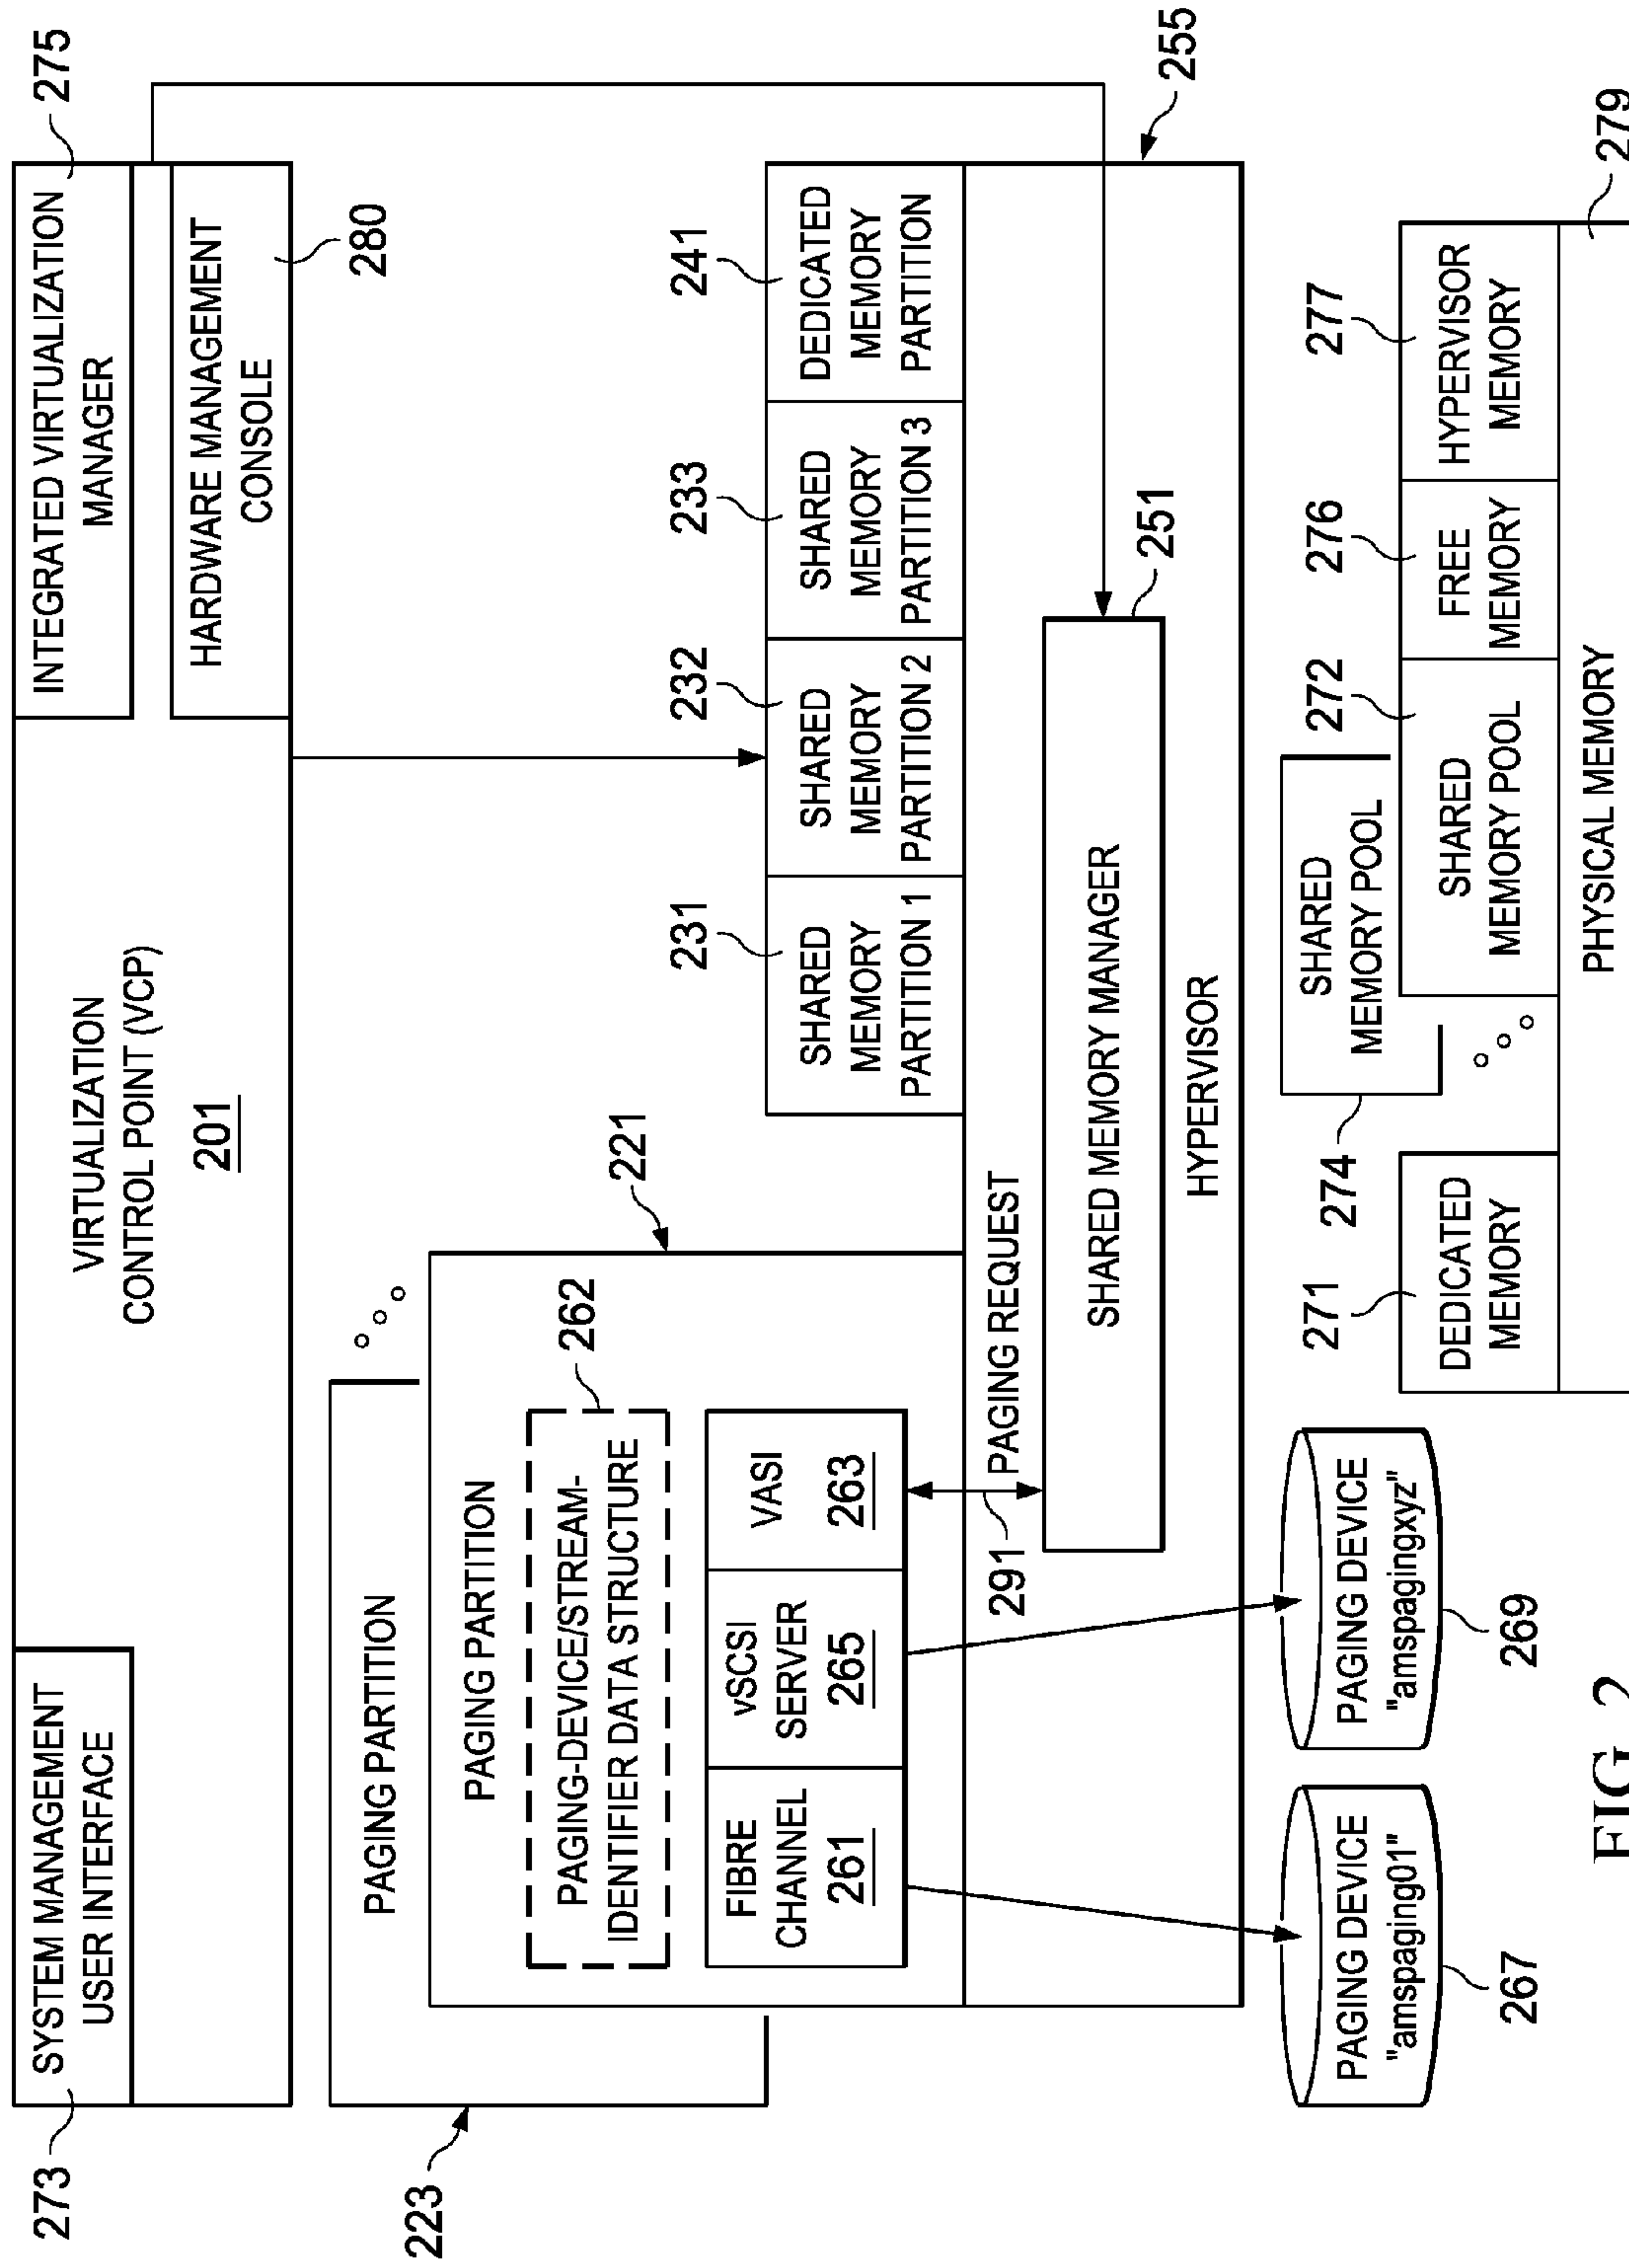 273
SYSTEM MANAGEMENT
USER INTERFACE
VIRTUALIZATION
CONTROL POINT (VCP)
201
INTEGRATED VIRTUALIZATION
MANAGER
275
HARDWARE MANAGEMENT
CONSOLE
280
223
PAGING PARTITION
221
PAGING PARTITION
PAGING-DEVICE/STREAM-
IDENTIFIER DATA STRUCTURE
262
FIBRE
CHANNEL
261
vSCSI
SERVER
265
VASI
263
231
SHARED
MEMORY
PARTITION 1
232
SHARED
MEMORY
PARTITION 2
233
SHARED
MEMORY
PARTITION 3
241
DEDICATED
MEMORY
PARTITION
291
PAGING REQUEST
SHARED MEMORY MANAGER
251
HYPERVISOR
255
PAGING DEVICE
"amspaging01"
267
PAGING DEVICE
"amspagingxyz"
269
271
DEDICATED
MEMORY
274
SHARED
MEMORY POOL
272
SHARED
MEMORY POOL
276
FREE
MEMORY
277
HYPERVISOR
MEMORY
PHYSICAL MEMORY
279
FIG. 2